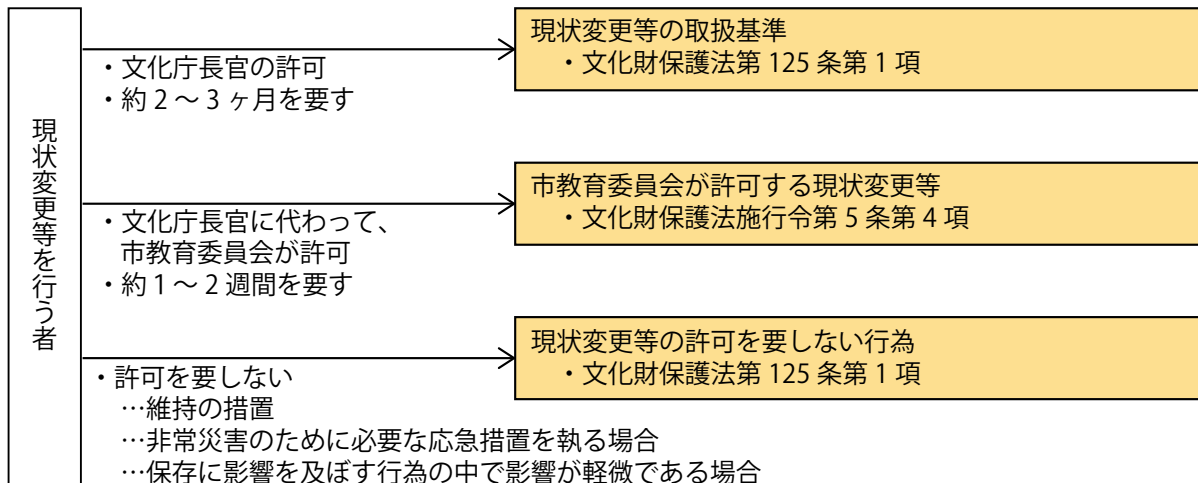 現状変更等を行う者
・文化庁長官の許可
・約 2 〜 3 ヶ月を要す
現状変更等の取扱基準
・文化財保護法第 125 条第 1 項
・文化庁長官に代わって、
市教育委員会が許可
・約 1 〜 2 週間を要す
市教育委員会が許可する現状変更等
・文化財保護法施行令第 5 条第 4 項
・許可を要しない
…維持の措置
…非常災害のために必要な応急措置を執る場合
…保存に影響を及ぼす行為の中で影響が軽微である場合
現状変更等の許可を要しない行為
・文化財保護法第 125 条第 1 項